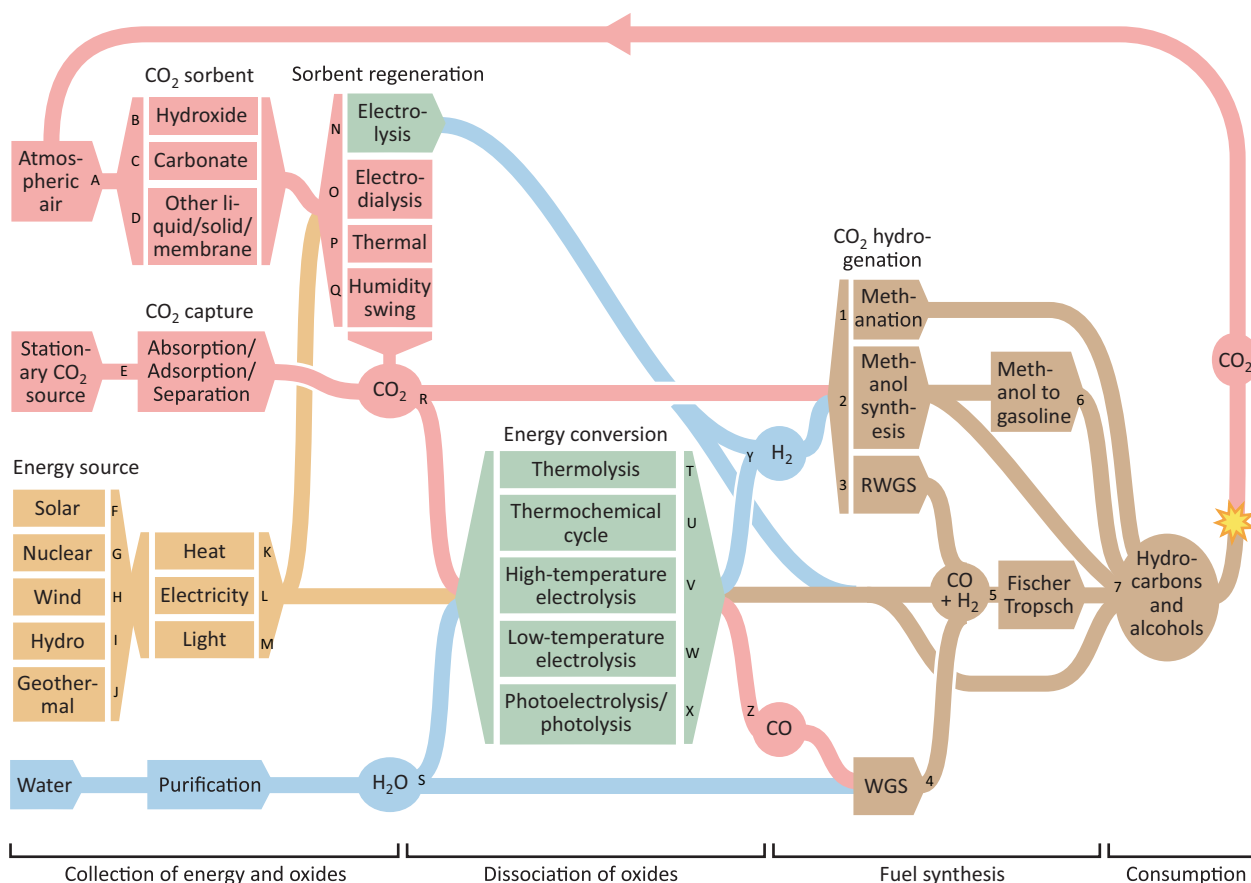 CO2 sorbent
Sorbent regeneration
Atmos-
pheric
air
A
B
C
D
Hydroxide
Carbonate
Other li-
quid/solid/
membrane
N
O
P
Q
Electro-
lysis
Electro-
dialysis
Thermal
Humidity
swing
CO2 capture
Station-
ary CO2
source
E
Absorption/
Adsorption/
Separation
CO2
R
Energy source
Solar
Nuclear
Wind
Hydro
Geother-
mal
F
G
H
I
J
Heat
Electricity
Light
K
L
M
Water
Purification
H2O
S
Energy conversion
Thermolysis
Thermochemical
cycle
High-temperature
electrolysis
Low-temperature
electrolysis
Photoelectrolysis/
photolysis
T
U
V
W
X
Y
H2
Z
CO
CO2 hydro-
genation
1
2
3
Meth-
anation
Meth-
anol
synth-
esis
RWGS
Meth-
anol to
gasoline
6
CO
+ H2
5
Fischer
Tropsch
WGS
4
7
Hydro-
carbons
and
alcohols
CO2
Collection of energy and oxides
Dissociation of oxides
Fuel synthesis
Consumption